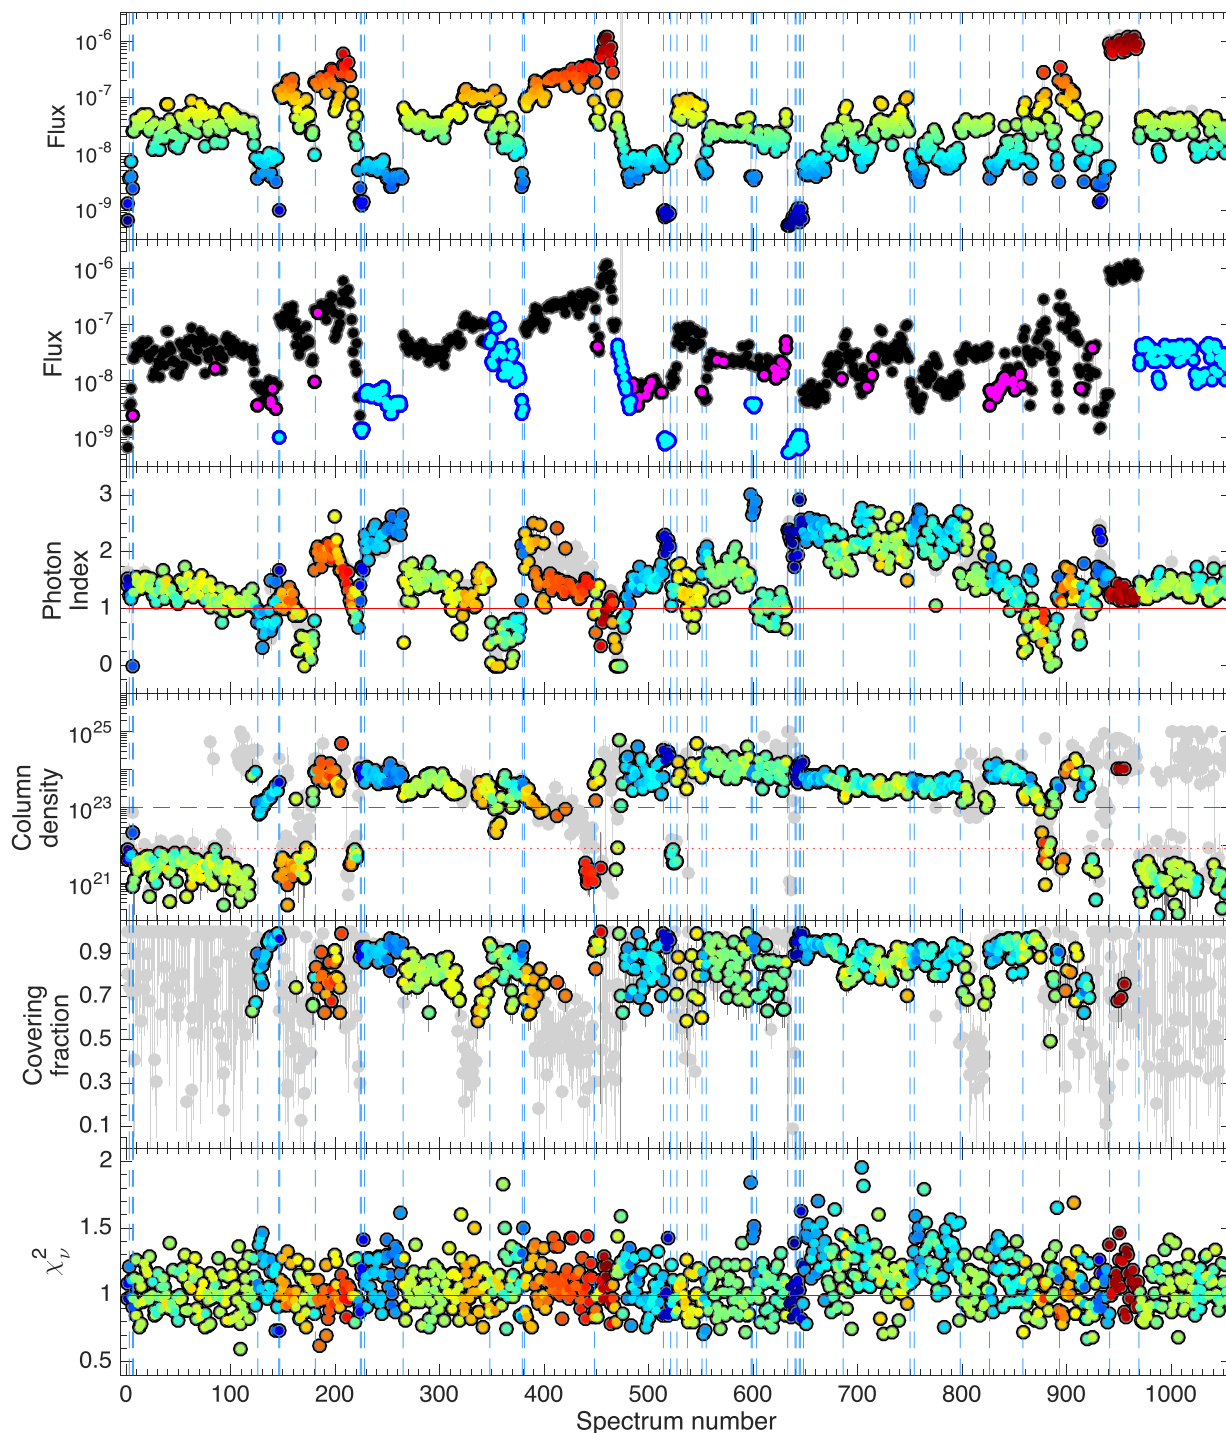 10^-6
10^-7
10^-8
10^-9
Flux
10^-6
10^-7
10^-8
10^-9
Flux
3
2
1
0
Photon
Index
10^25
10^23
10^21
Column
density
0.9
0.7
0.5
0.3
0.1
Covering
fraction
2
1.5
1
0.5
χ²ᵥ
0 100 200 300 400 500 600 700 800 900 1000
Spectrum number